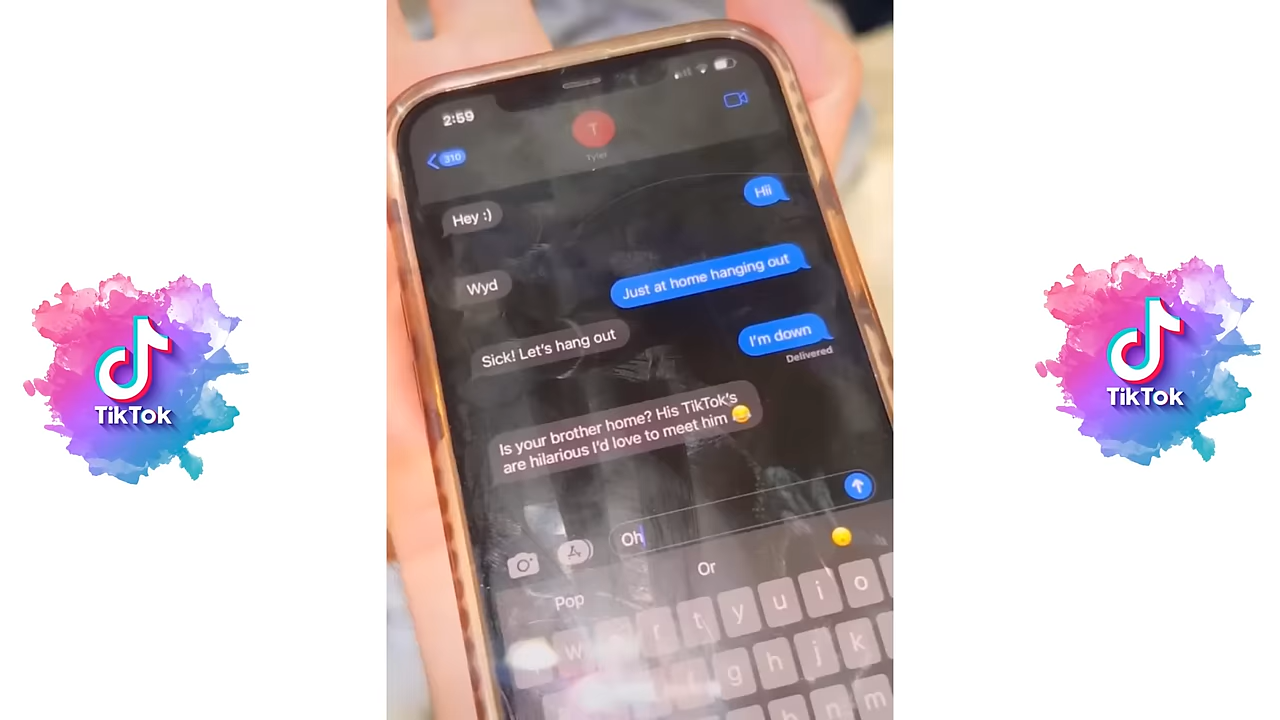 2:59
310
T
Tyler
Hii
Hey :)
Just at home hanging out
Wyd
I'm down
Sick! Let's hang out
Delivered
Is your brother home? His TikTok's
are hilarious I'd love to meet him 😂
Oh
Pop
Or
😗
w r t y u i o
g h j k
h n m
TikTok
TikTok